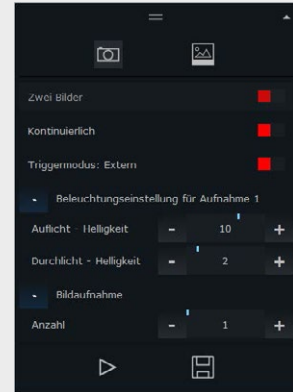 Zwei Bilder
Kontinuierlich
Triggermodus: Extern
Beleuchtungseinstellung für Aufnahme 1
Auflicht - Helligkeit - 10 +
Durchlicht - Helligkeit - 2 +
Bildaufnahme
Anzahl - 1 +